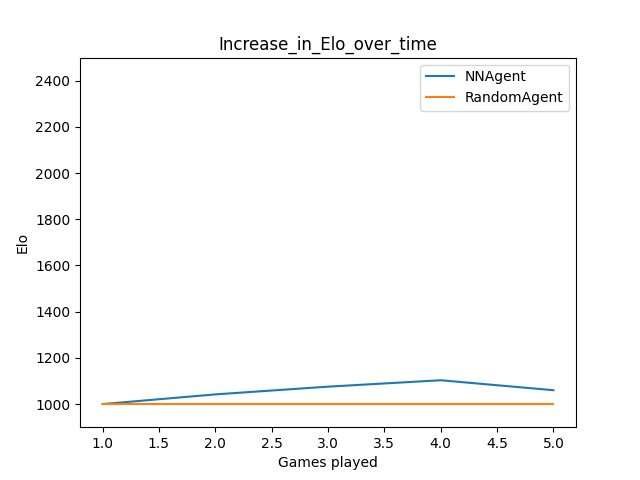 Increase_in_Elo_over_time
NNAgent
RandomAgent
2400
2200
2000
1800
1600
1400
1200
1000
Elo
1.0 1.5 2.0 2.5 3.0 3.5 4.0 4.5 5.0
Games played